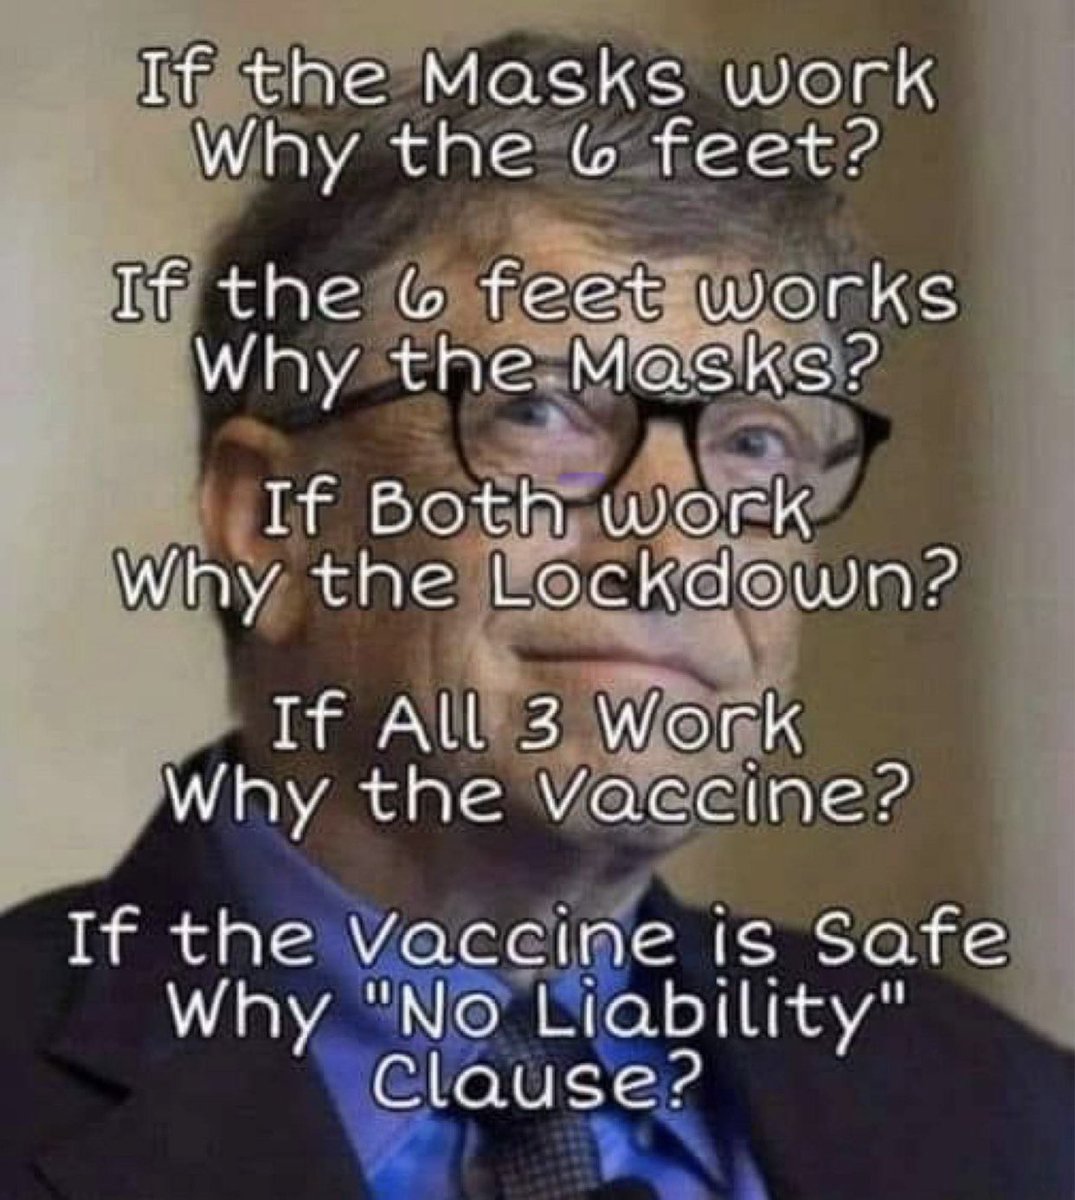 If the Masks work
Why the 6 feet?
If the 6 feet works
Why the Masks?
If Both work
Why the Lockdown?
If All 3 Work
Why the Vaccine?
If the Vaccine is Safe
Why "No Liability"
Clause?